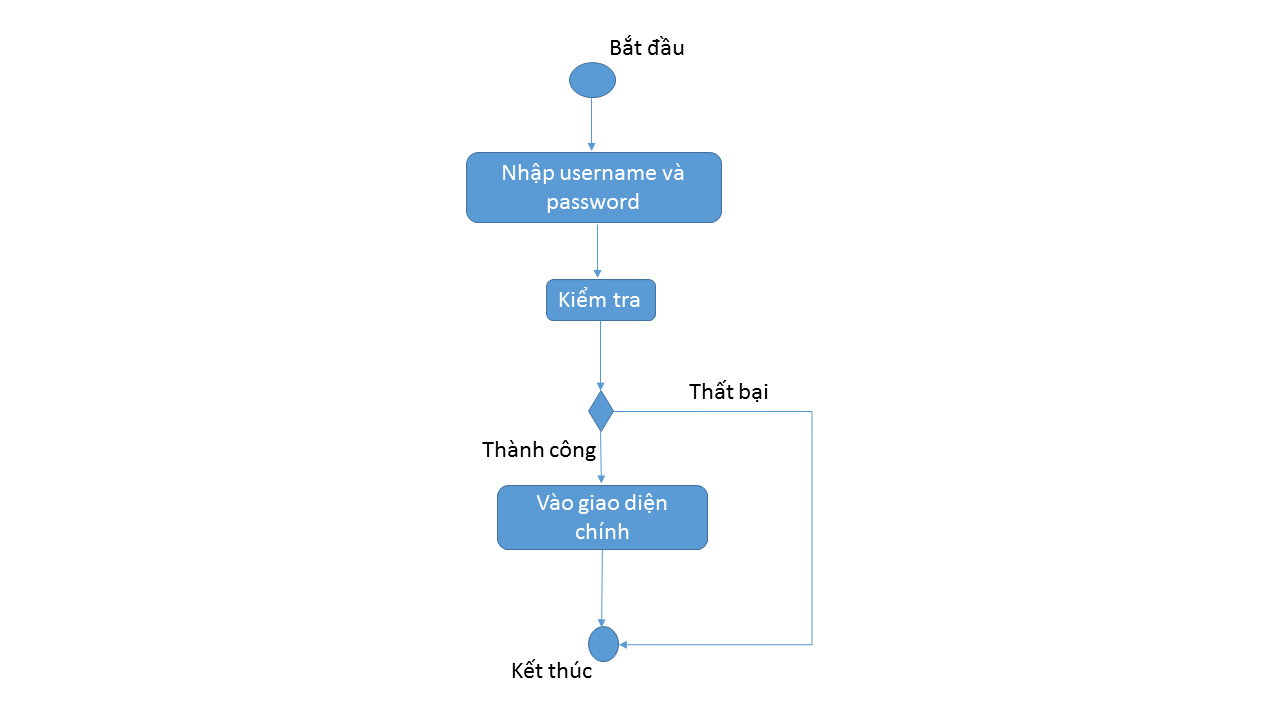 Bắt đầu
Nhập username và
password
Kiểm tra
Thất bại
Thành công
Vào giao diện
chính
Kết thúc